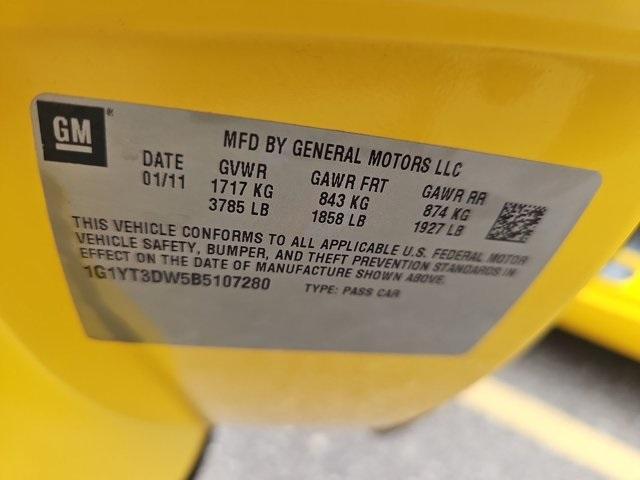 GM®
MFD BY GENERAL MOTORS LLC
DATE GVWR GAWR FRT GAWR RR
01/11 1717 KG 843 KG 874 KG
3785 LB 1858 LB 1927 LB
THIS VEHICLE CONFORMS TO ALL APPLICABLE U.S. FEDERAL MOTOR
VEHICLE SAFETY, BUMPER, AND THEFT PREVENTION STANDARDS IN
EFFECT ON THE DATE OF MANUFACTURE SHOWN ABOVE.
1G1YT3DW5B5107280 TYPE: PASS CAR